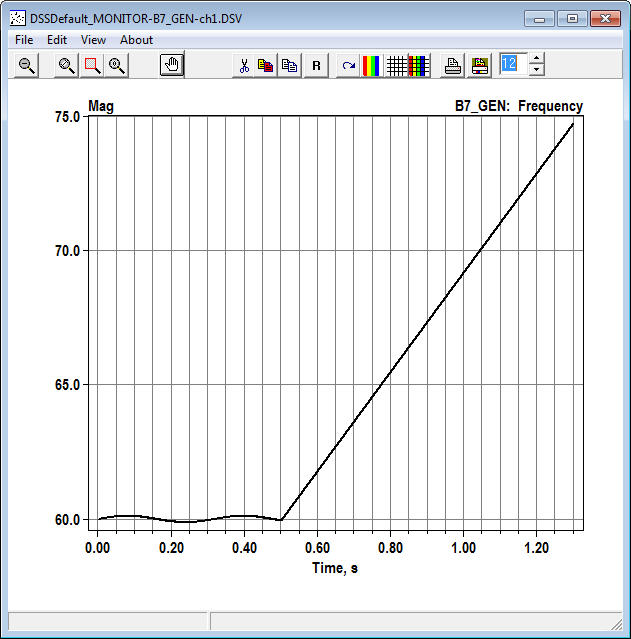 DSSDefault_MONITOR-B7_GEN-ch1.DSV
File Edit View About
R 12
Mag B7_GEN: Frequency
75.0
70.0
65.0
60.0
0.00 0.20 0.40 0.60 0.80 1.00 1.20
Time, s